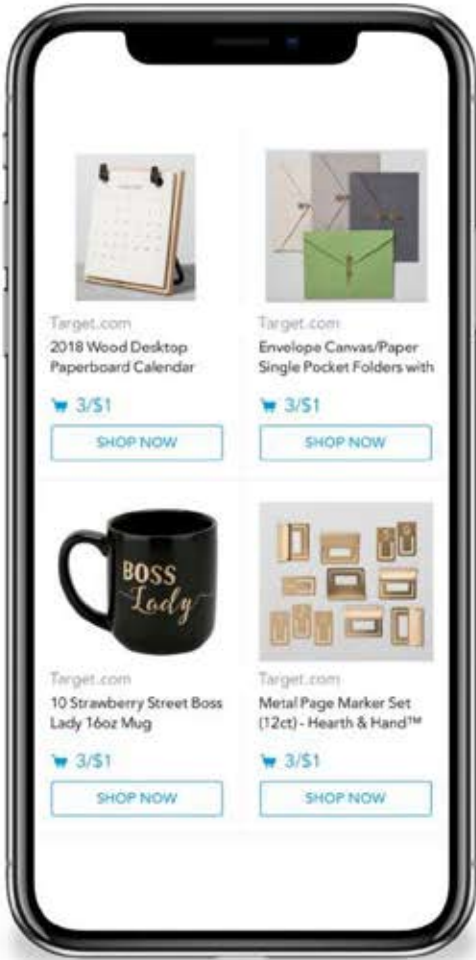 Target.com
2018 Wood Desktop
Paperboard Calendar
3/$1
SHOP NOW
Target.com
Envelope Canvas/Paper
Single Pocket Folders with
3/$1
SHOP NOW
BOSS
Lady
Target.com
10 Strawberry Street Boss
Lady 16oz Mug
3/$1
SHOP NOW
Target.com
Metal Page Marker Set
(12ct) - Hearth & Hand™
3/$1
SHOP NOW